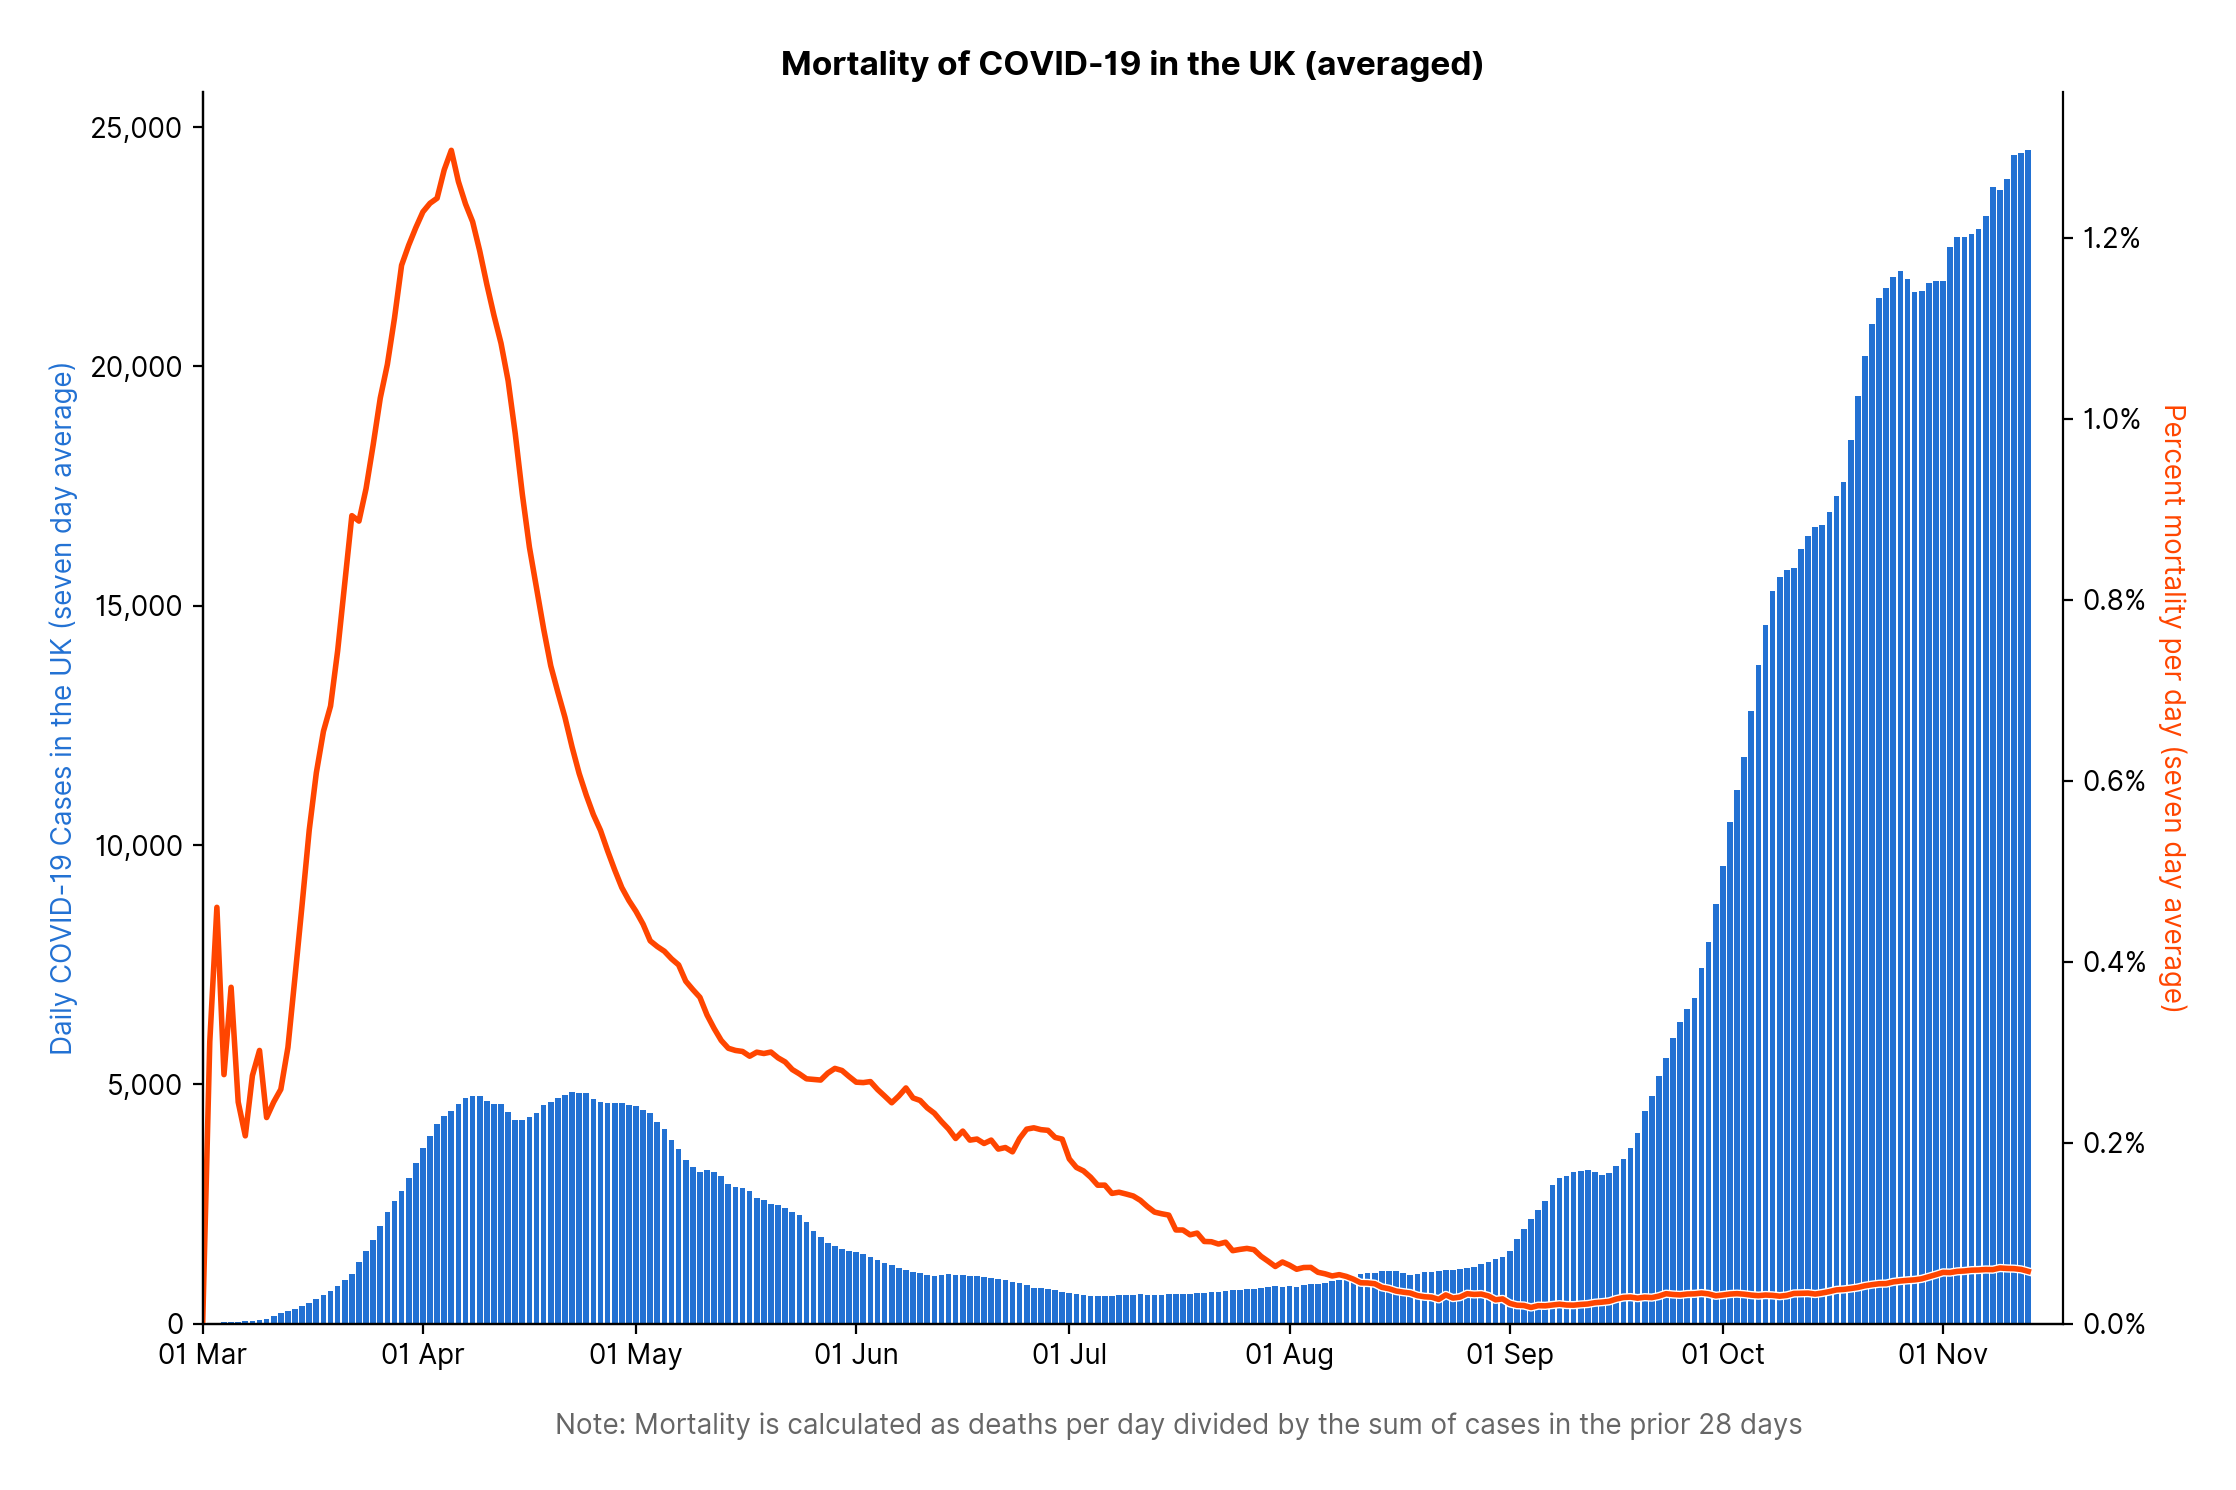 Mortality of COVID-19 in the UK (averaged)
Daily COVID-19 Cases in the UK (seven day average)
25,000
20,000
15,000
10,000
5,000
0
1.2%
1.0%
0.8%
0.6%
0.4%
0.2%
0.0%
Percent mortality per day (seven day average)
01 Mar
01 Apr
01 May
01 Jun
01 Jul
01 Aug
01 Sep
01 Oct
01 Nov
Note: Mortality is calculated as deaths per day divided by the sum of cases in the prior 28 days